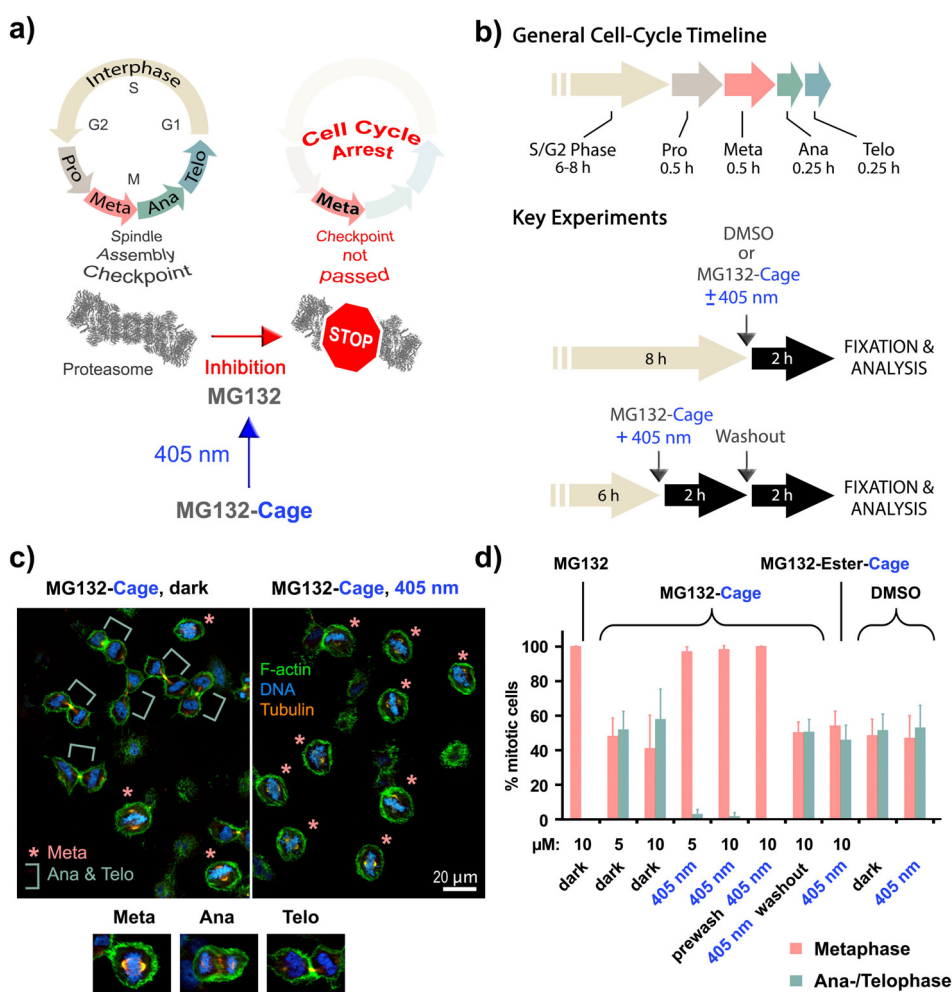 a)
Interphase
S
G2
G1
Pro
M
Telo
Meta
Ana
Spindle
Assembly
Checkpoint
Cell Cycle
Arrest
Meta
Checkpoint
not
passed
STOP
Proteasome
Inhibition
MG132
405 nm
MG132-Cage
b)
General Cell-Cycle Timeline
S/G2 Phase
6-8 h
Pro
0.5 h
Meta
0.5 h
Ana
0.25 h
Telo
0.25 h
Key Experiments
DMSO
or
MG132-Cage
± 405 nm
8 h
2 h
FIXATION &
ANALYSIS
MG132-Cage
+ 405 nm
Washout
6 h
2 h
2 h
FIXATION &
ANALYSIS
c)
MG132-Cage, dark
MG132-Cage, 405 nm
F-actin
DNA
Tubulin
* Meta
Ana & Telo
20 µm
Meta
Ana
Telo
d)
MG132
MG132-Ester-Cage
MG132-Cage
DMSO
% mitotic cells
100
80
60
40
20
0
µM: 10 5 10 5 10 10 10 10
dark
dark
dark
405 nm
405 nm
prewash 405 nm
405 nm washout
405 nm
dark
405 nm
Metaphase
Ana-/Telophase